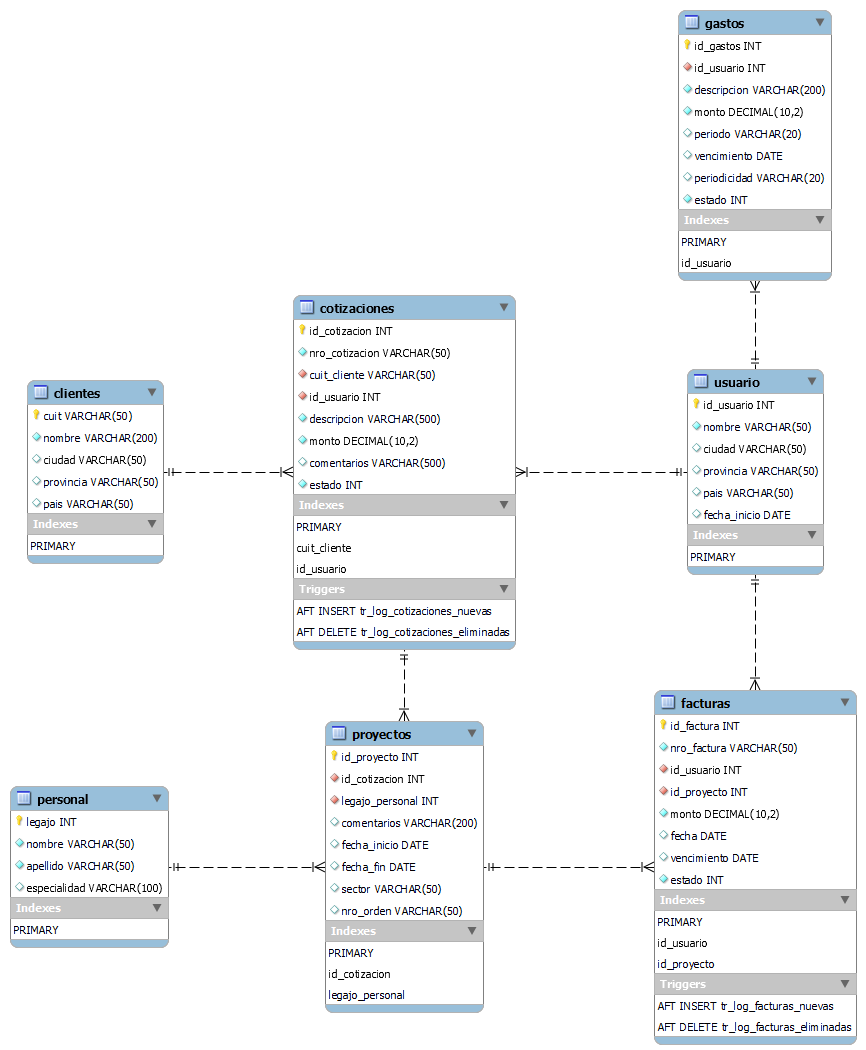 gastos
id_gastos INT
id_usuario INT
descripcion VARCHAR(200)
monto DECIMAL(10,2)
periodo VARCHAR(20)
vencimiento DATE
periodicidad VARCHAR(20)
estado INT
Indexes
PRIMARY
id_usuario
cotizaciones
id_cotizacion INT
nro_cotizacion VARCHAR(50)
cuit_cliente VARCHAR(50)
id_usuario INT
descripcion VARCHAR(500)
monto DECIMAL(10,2)
comentarios VARCHAR(500)
estado INT
Indexes
PRIMARY
cuit_cliente
id_usuario
Triggers
AFT INSERT tr_log_cotizaciones_nuevas
AFT DELETE tr_log_cotizaciones_eliminadas
clientes
cuit VARCHAR(50)
nombre VARCHAR(200)
ciudad VARCHAR(50)
provincia VARCHAR(50)
pais VARCHAR(50)
Indexes
PRIMARY
usuario
id_usuario INT
nombre VARCHAR(50)
ciudad VARCHAR(50)
provincia VARCHAR(50)
pais VARCHAR(50)
fecha_inicio DATE
Indexes
PRIMARY
proyectos
id_proyecto INT
id_cotizacion INT
legajo_personal INT
comentarios VARCHAR(200)
fecha_inicio DATE
fecha_fin DATE
sector VARCHAR(50)
nro_orden VARCHAR(50)
Indexes
PRIMARY
id_cotizacion
legajo_personal
personal
legajo INT
nombre VARCHAR(50)
apellido VARCHAR(50)
especialidad VARCHAR(100)
Indexes
PRIMARY
facturas
id_factura INT
nro_factura VARCHAR(50)
id_usuario INT
id_proyecto INT
monto DECIMAL(10,2)
fecha DATE
vencimiento DATE
estado INT
Indexes
PRIMARY
id_usuario
id_proyecto
Triggers
AFT INSERT tr_log_facturas_nuevas
AFT DELETE tr_log_facturas_eliminadas